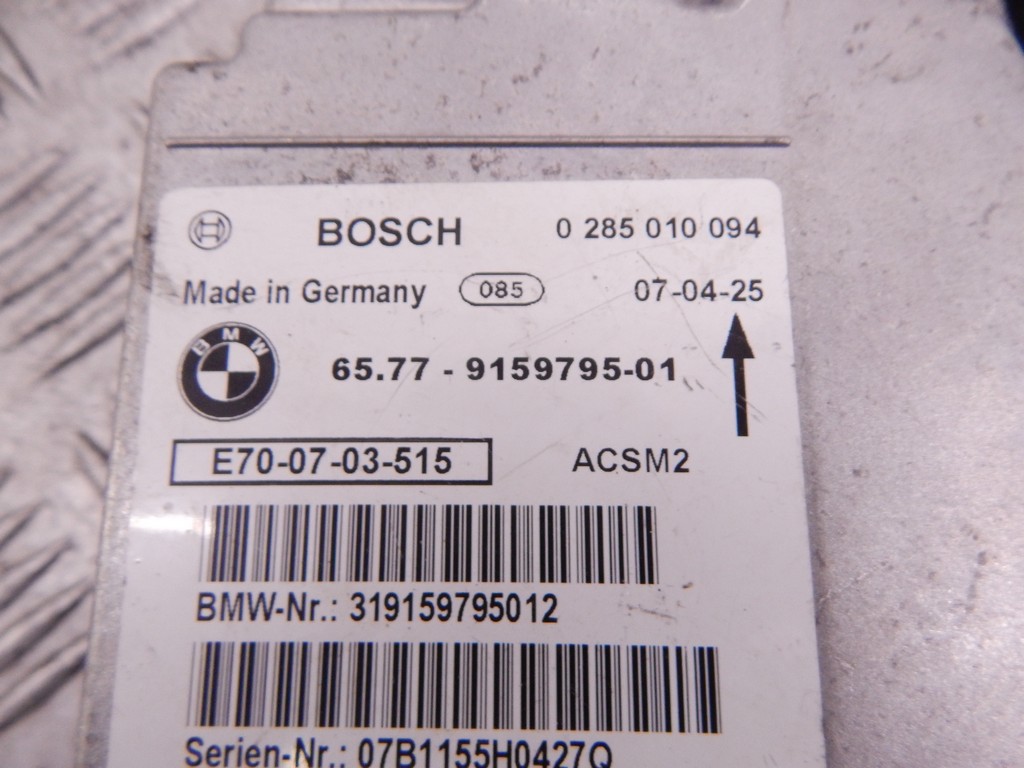 BOSCH 0 285 010 094
Made in Germany 085 07-04-25
BMW 65.77 - 9159795-01
E70-07-03-515 ACSM2
BMW-Nr.: 319159795012
Serien-Nr.: 07B1155H0427Q